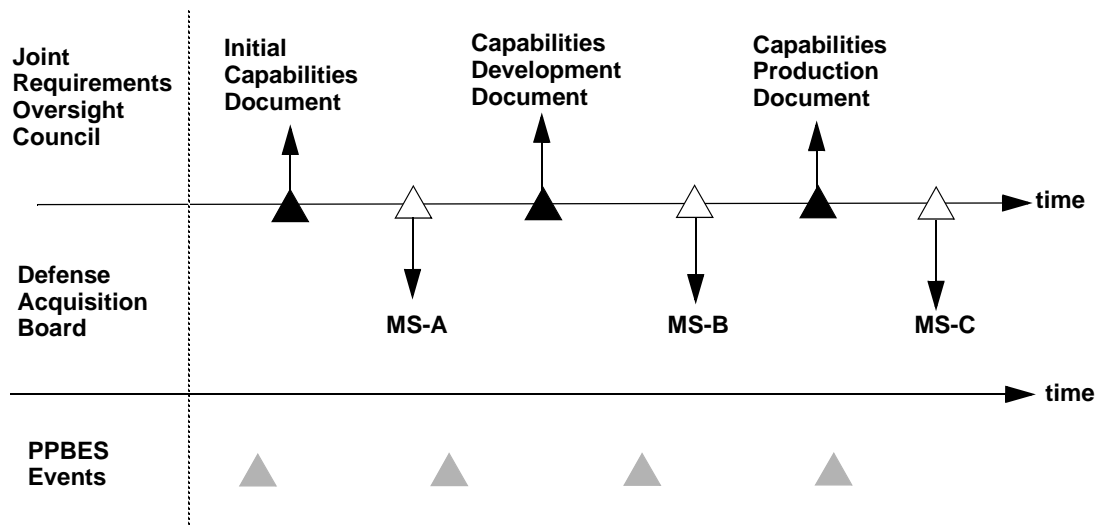 Joint
Requirements
Oversight
Council
Initial
Capabilities
Document
Capabilities
Development
Document
Capabilities
Production
Document
time
Defense
Acquisition
Board
MS-A
MS-B
MS-C
time
PPBES
Events